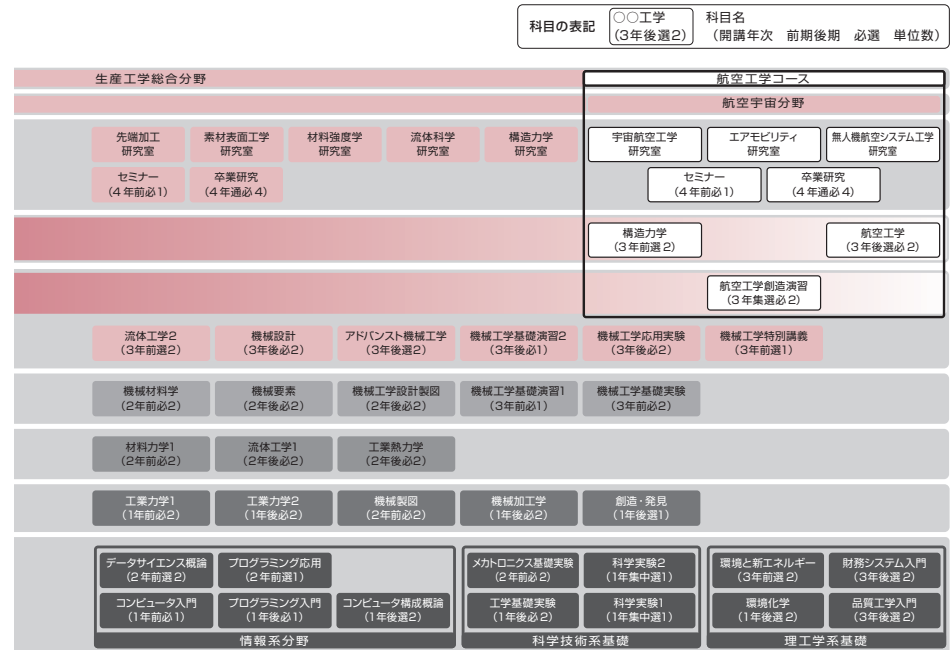 科目の表記
○○工学
(3年後選2)
科目名
(開講年次 前期後期 必選 単位数)
生産工学総合分野
航空工学コース
航空宇宙分野
先端加工
研究室
素材表面工学
研究室
材料強度学
研究室
流体科学
研究室
構造力学
研究室
宇宙航空工学
研究室
エアモビリティ
研究室
無人機航空システム工学
研究室
セミナー
(4年前必1)
卒業研究
(4年通必4)
セミナー
(4年前必1)
卒業研究
(4年通必4)
構造力学
(3年前選2)
航空工学
(3年後選必2)
航空工学創造演習
(3年集選必2)
流体工学2
(3年前選2)
機械設計
(3年後必2)
アドバンスト機械工学
(3年後選2)
機械工学基礎演習2
(3年後必1)
機械工学応用実験
(3年後必2)
機械工学特別講義
(3年前選1)
機械材料学
(2年前必2)
機械要素
(2年後必2)
機械工学設計製図
(2年後必2)
機械工学基礎演習1
(3年前必1)
機械工学基礎実験
(3年前必2)
材料力学1
(2年前必2)
流体工学1
(2年後必2)
工業熱力学
(2年後必2)
工業力学1
(1年前必2)
工業力学2
(1年後必2)
機械製図
(2年前必2)
機械加工学
(1年後必2)
創造・発見
(1年後選1)
データサイエンス概論
(2年前選2)
プログラミング応用
(2年前選1)
メカトロニクス基礎実験
(2年前必2)
科学実験2
(1年集中選1)
環境と新エネルギー
(3年前選2)
財務システム入門
(3年後選2)
コンピュータ入門
(1年前必1)
プログラミング入門
(1年後必1)
コンピュータ構成概論
(1年後選2)
工学基礎実験
(1年後必2)
科学実験1
(1年集中選1)
環境化学
(1年後選2)
品質工学入門
(3年後選2)
情報系分野
科学技術系基礎
理工学系基礎